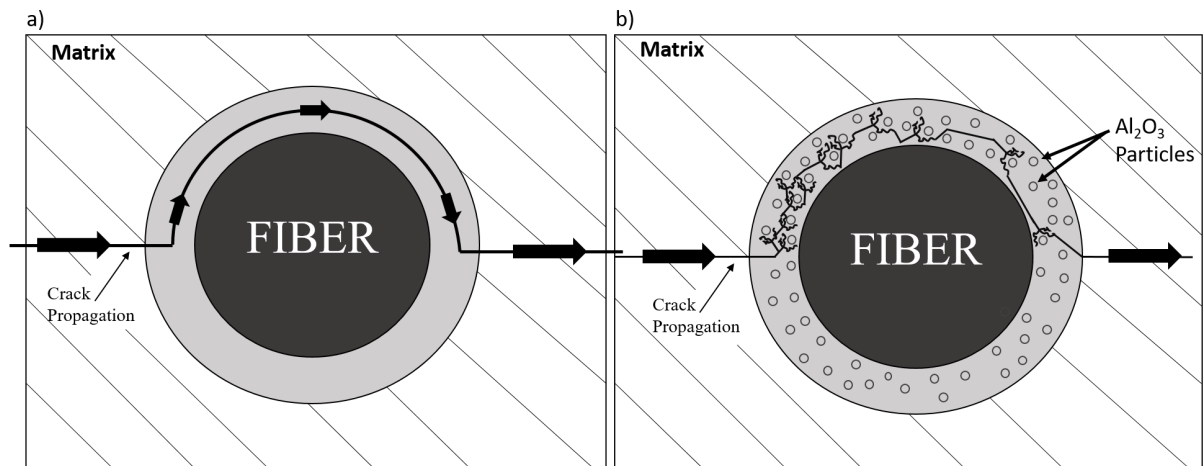 a)
Matrix
FIBER
Crack
Propagation
b)
Matrix
Al₂O₃
Particles
FIBER
Crack
Propagation